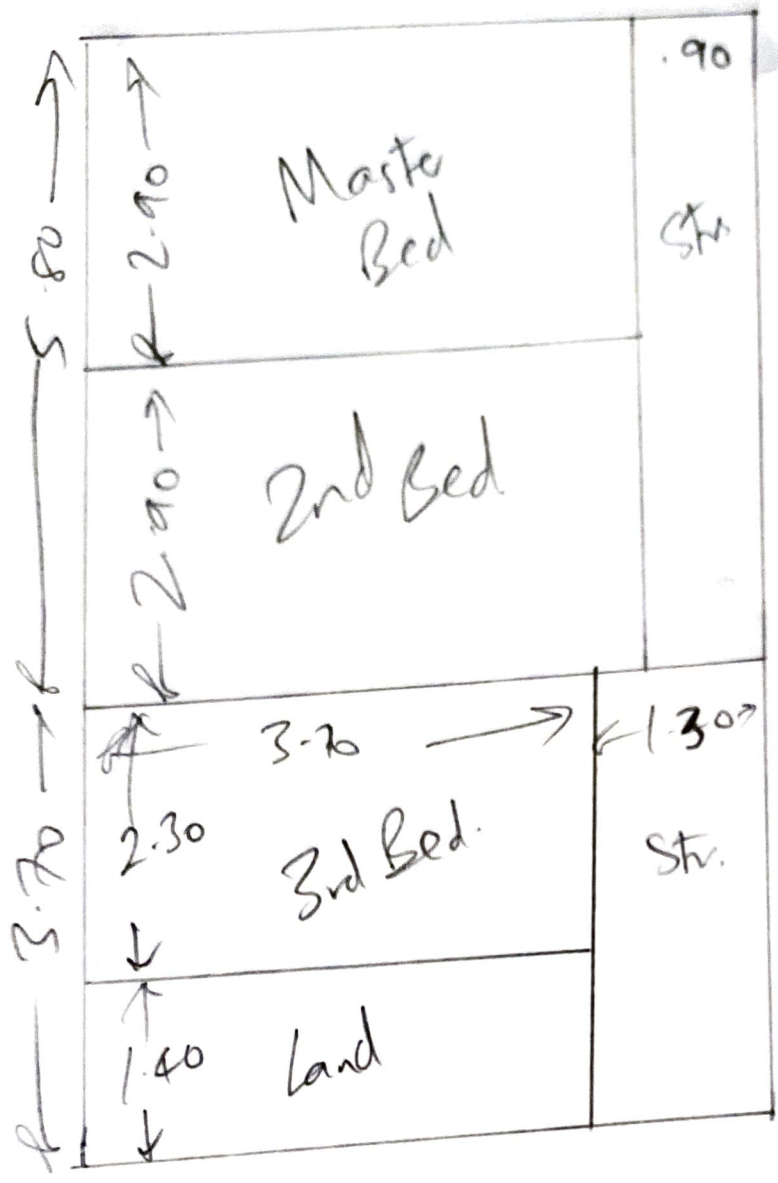 .90
Maste
Bed
Str.
5.80
2.90
2nd Bed
2.90
3.70
1.30
2.30
3rd Bed.
Str.
3.70
Land
1.40